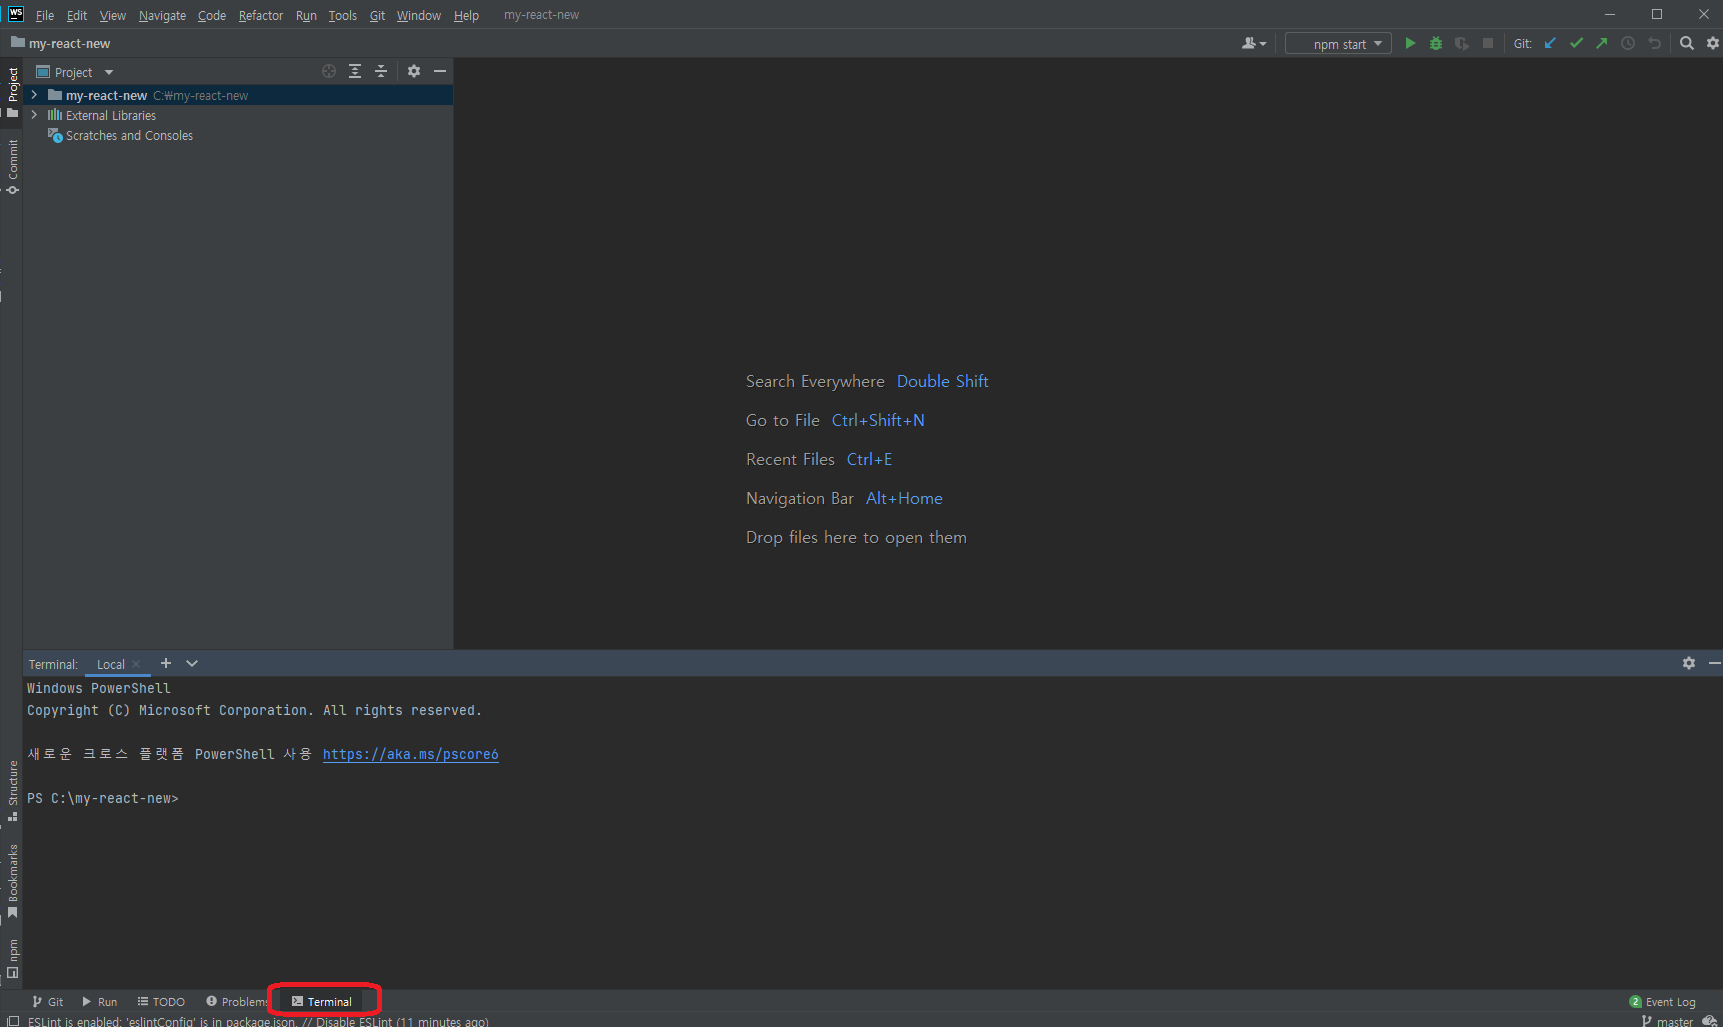 WS File Edit View Navigate Code Refactor Run Tools Git Window Help my-react-new
my-react-new npm start Git:
Project
Project
my-react-new C:₩my-react-new
External Libraries
Scratches and Consoles
Commit
Search Everywhere Double Shift
Go to File Ctrl+Shift+N
Recent Files Ctrl+E
Navigation Bar Alt+Home
Drop files here to open them
Terminal: Local
Windows PowerShell
Copyright (C) Microsoft Corporation. All rights reserved.
새로운 크로스 플랫폼 PowerShell 사용 https://aka.ms/pscore6
PS C:\my-react-new>
Structure
Bookmarks
npm
Git Run TODO Problems Terminal 2 Event Log
ESLint is enabled: 'eslintConfig' is in package.json. // Disable ESLint (11 minutes ago) master